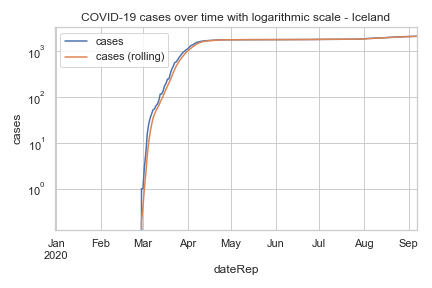 COVID-19 cases over time with logarithmic scale - Iceland
cases
cases (rolling)
cases
10³
10²
10¹
10⁰
Jan Feb Mar Apr May Jun Jul Aug Sep
2020
dateRep